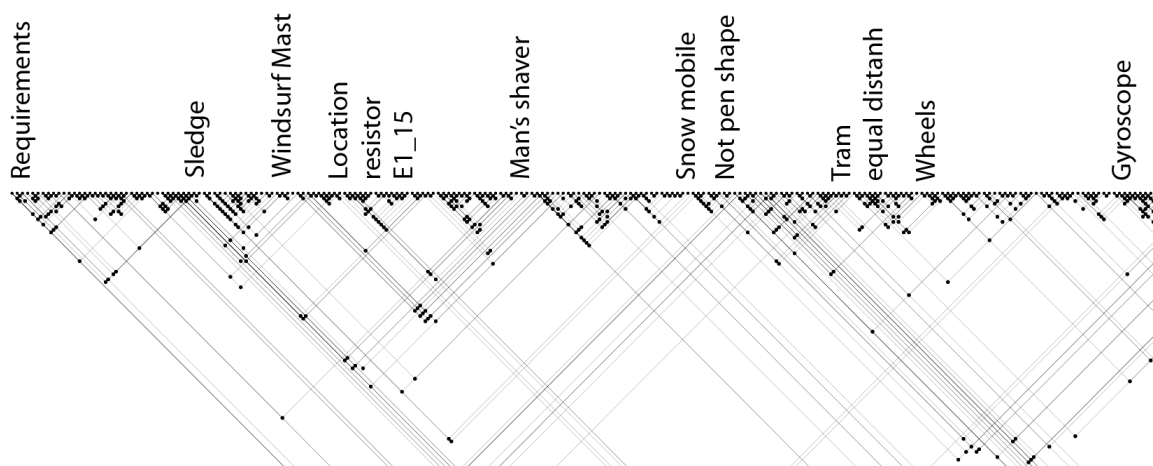 Requirements
Sledge
Windsurf Mast
Location
resistor
E1_15
Man's shaver
Snow mobile
Not pen shape
Tram
equal distanh
Wheels
Gyroscope